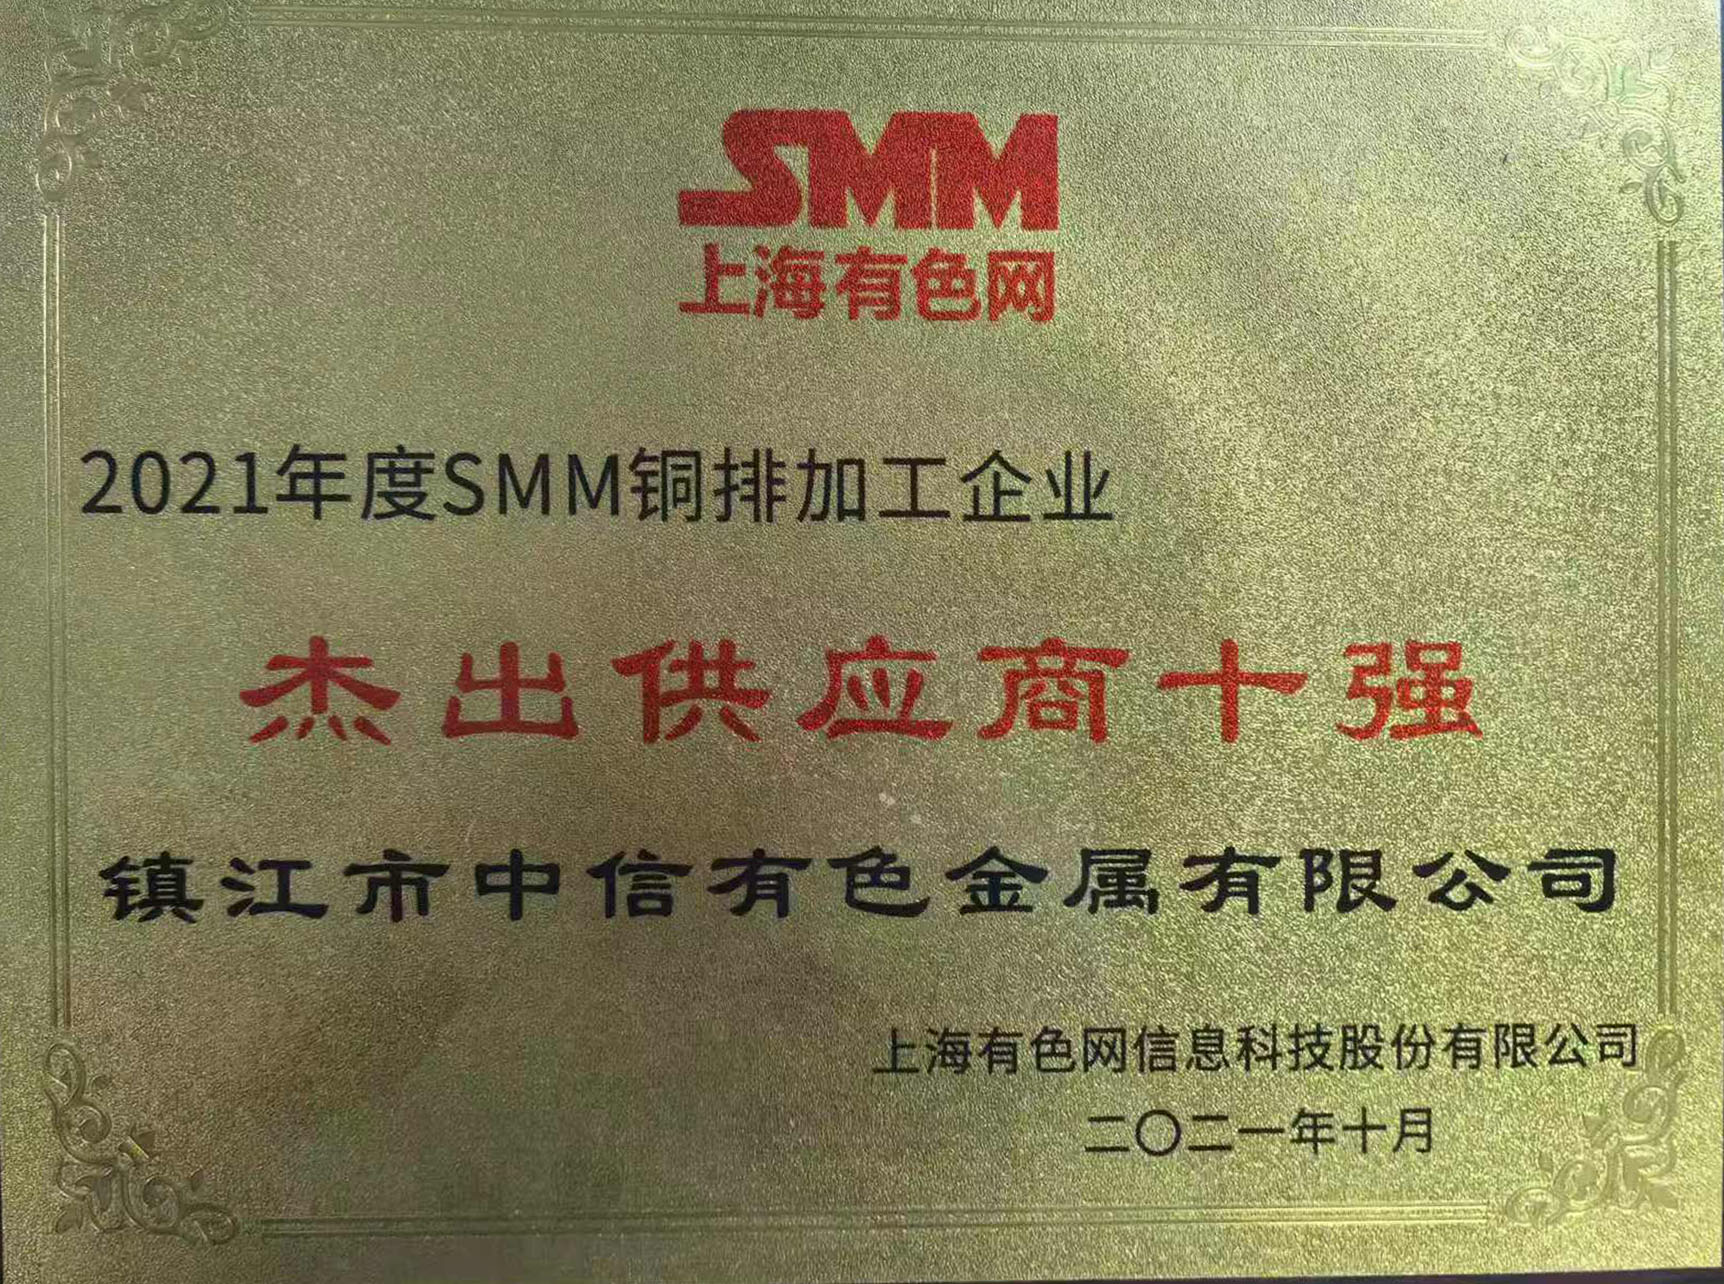 SMM
上海有色网
2021年度SMM铜排加工企业
杰出供应商十强
镇江市中信有色金属有限公司
上海有色网信息科技股份有限公司
二〇二一年十月